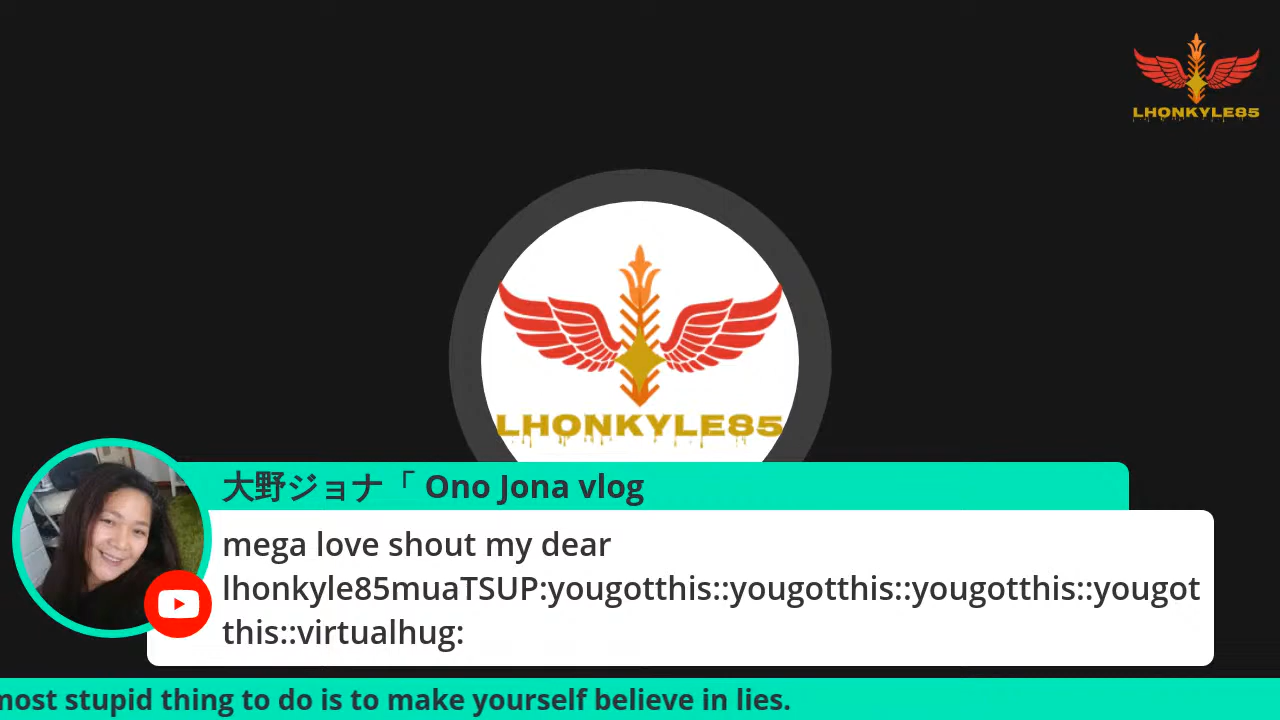 LHONKYLE85
LHONKYLE85
大野ジョナ「 Ono Jona vlog
mega love shout my dear
lhonkyle85muaTSUP:yougotthis::yougotthis::yougotthis::yougot
this::virtualhug:
most stupid thing to do is to make yourself believe in lies.